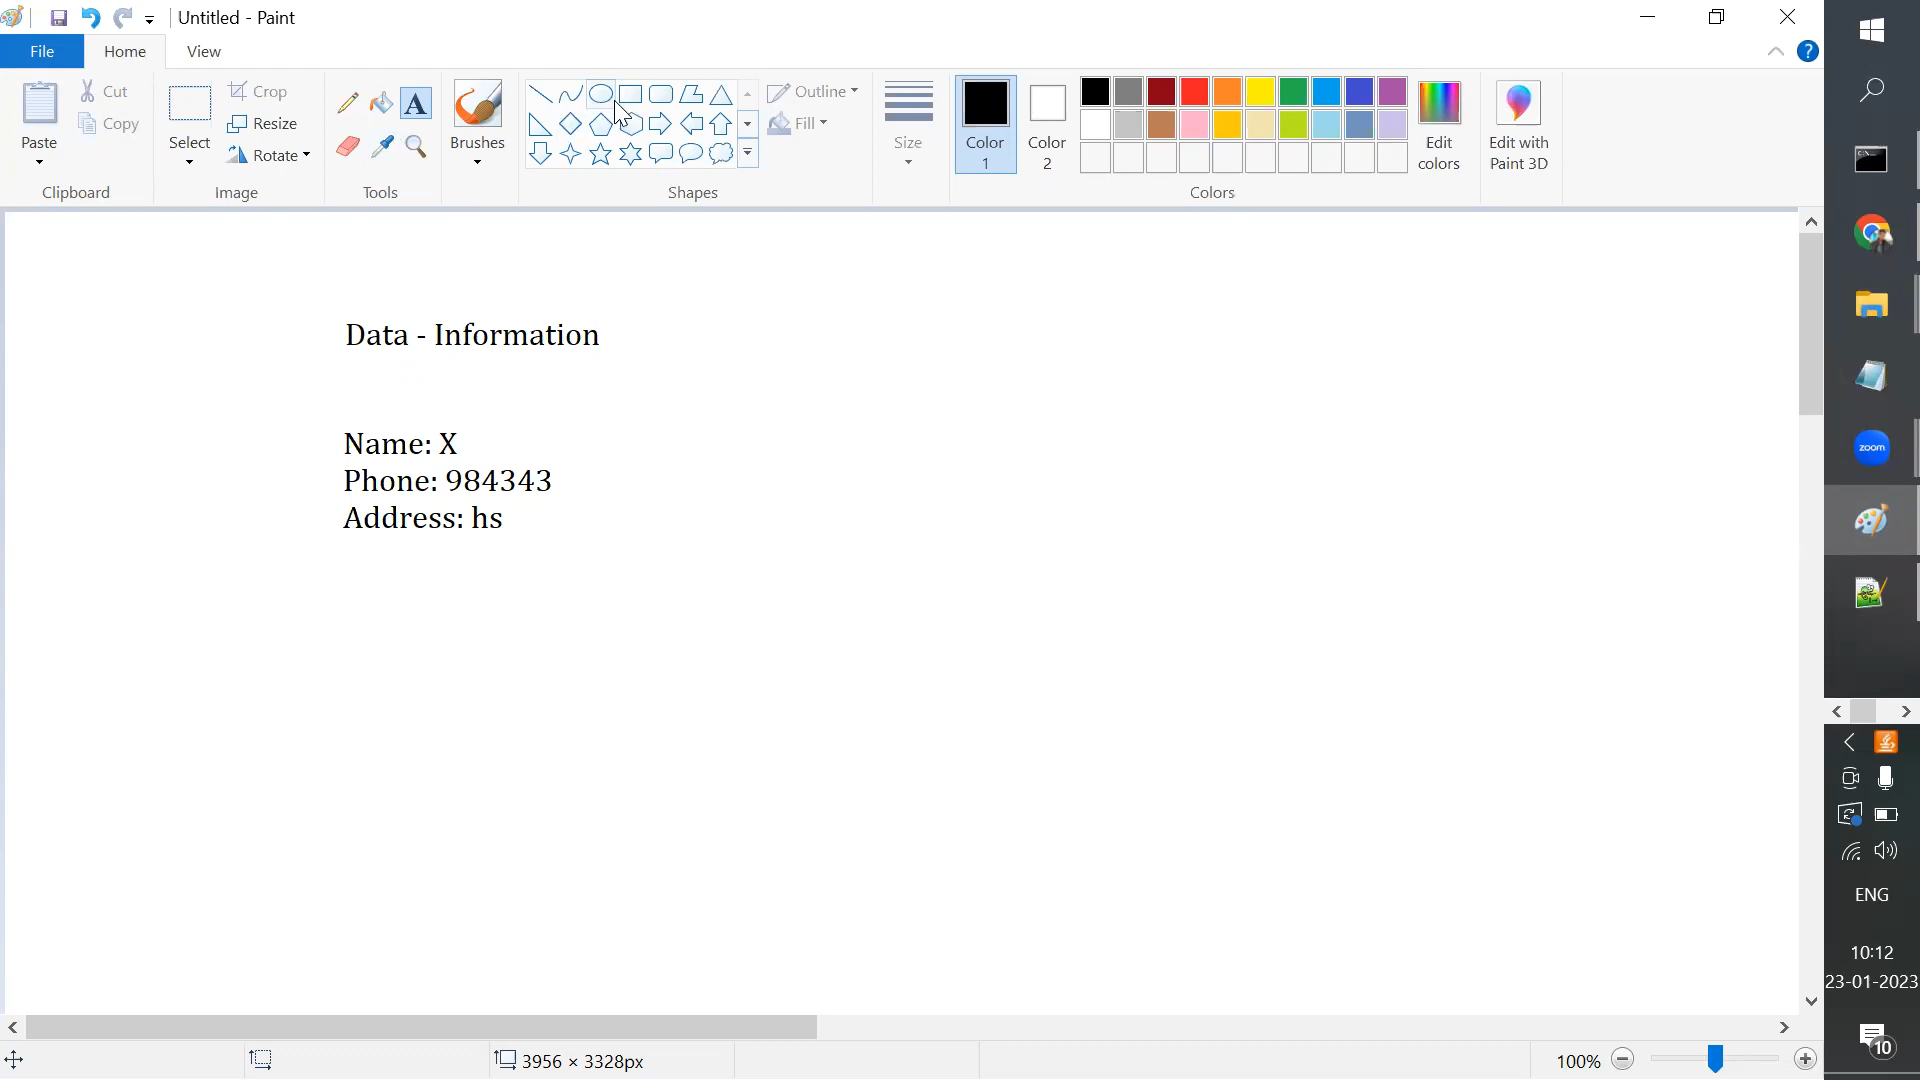 Untitled - Paint
File
Home
View
Paste
Cut
Copy
Clipboard
Select
Crop
Resize
Rotate
Image
A
Tools
Brushes
Shapes
Outline
Fill
Size
Color 1
Color 2
Colors
Edit colors
Edit with Paint 3D
?
Data - Information
Name: X
Phone: 984343
Address: hs
3956 × 3328px
100%
zoom
ENG
10:12
23-01-2023
10